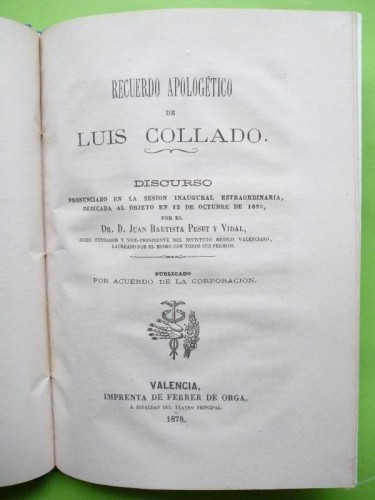 RECUERDO APOLOGÉTICO
DE
LUIS COLLADO.
DISCURSO
PRONUNCIADO EN LA SESION INAUGURAL ESTRAORDINARIA,
DEDICADA AL OBJETO EN 12 DE OCTUBRE DE 1878,
POR EL
DR. D. JUAN BAUTISTA PESET Y VIDAL,
SOCIO FUNDADOR Y VICE-PRESIDENTE DEL INSTITUTO MÉDICO VALENCIANO,
LAUREADO POR EL MISMO CON TODOS SUS PREMIOS.
PUBLICADO
POR ACUERDO DE LA CORPORACION.
VALENCIA,
IMPRENTA DE FERRER DE ORGA,
Á ESPALDAS DEL TEATRO PRINCIPAL.
1878.